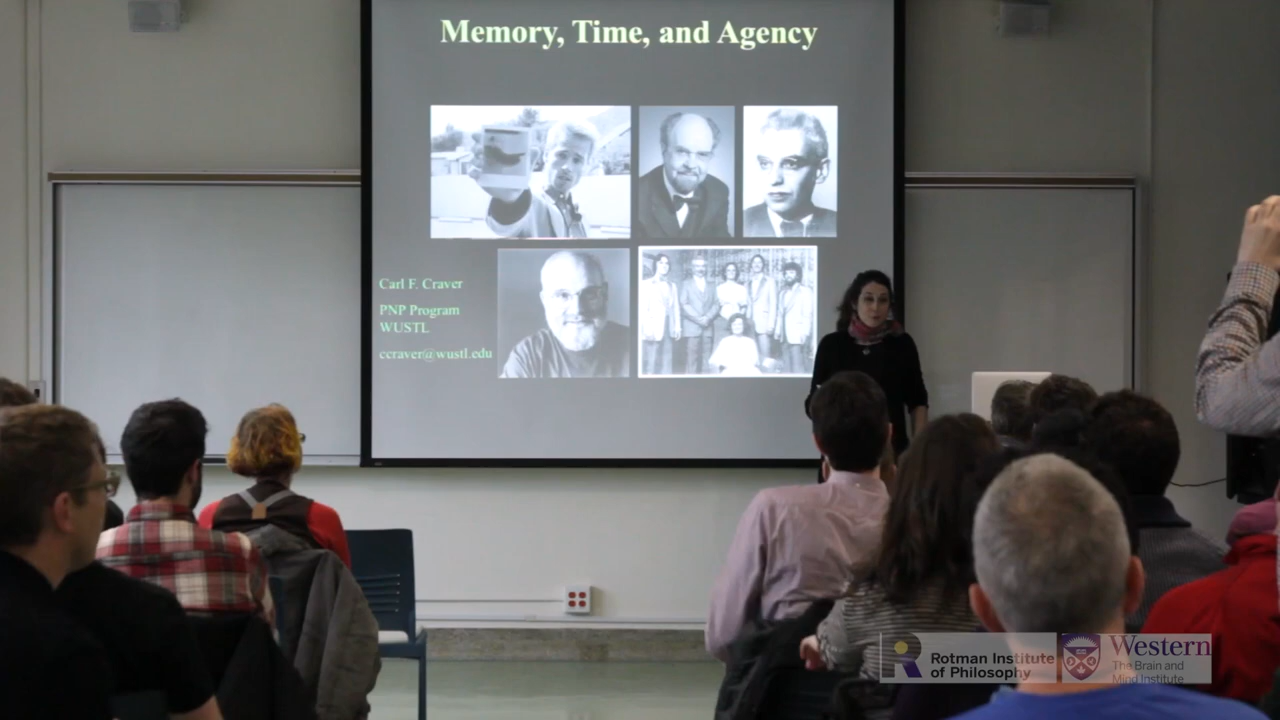 Memory, Time, and Agency
Carl F. Craver
PNP Program
WUSTL
ccraver@wustl.edu
Rotman Institute
of Philosophy
Western
The Brain and
Mind Institute